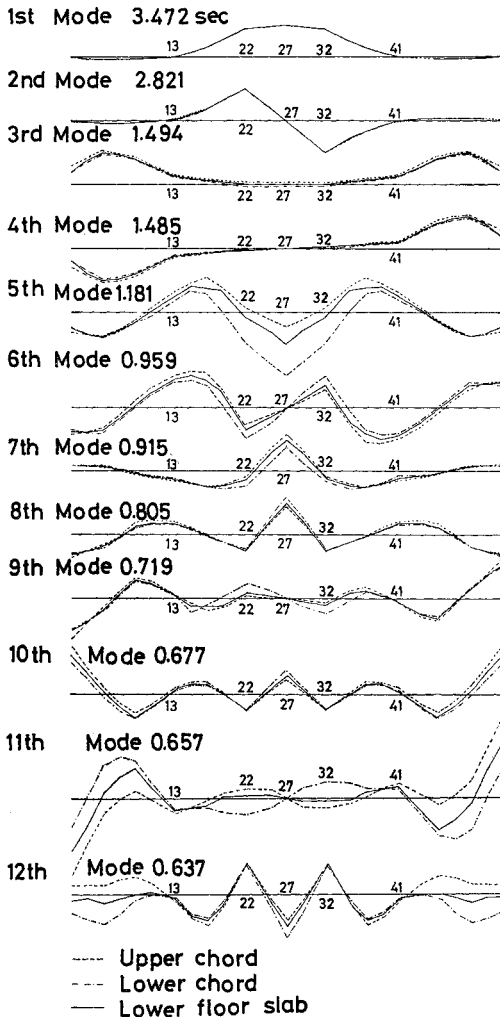 1st Mode 3.472 sec
13 22 27 32 41
2nd Mode 2.821
13 22 27 32 41
3rd Mode 1.494
13 22 27 32 41
4th Mode 1.485
13 22 27 32 41
5th Mode 1.181
13 22 27 32 41
6th Mode 0.959
13 22 27 32 41
7th Mode 0.915
13 22 27 32 41
8th Mode 0.805
13 22 27 32 41
9th Mode 0.719
13 22 27 32 41
10th Mode 0.677
13 22 27 32 41
11th Mode 0.657
13 22 27 32 41
12th Mode 0.637
13 22 27 32 41
Upper chord
Lower chord
Lower floor slab